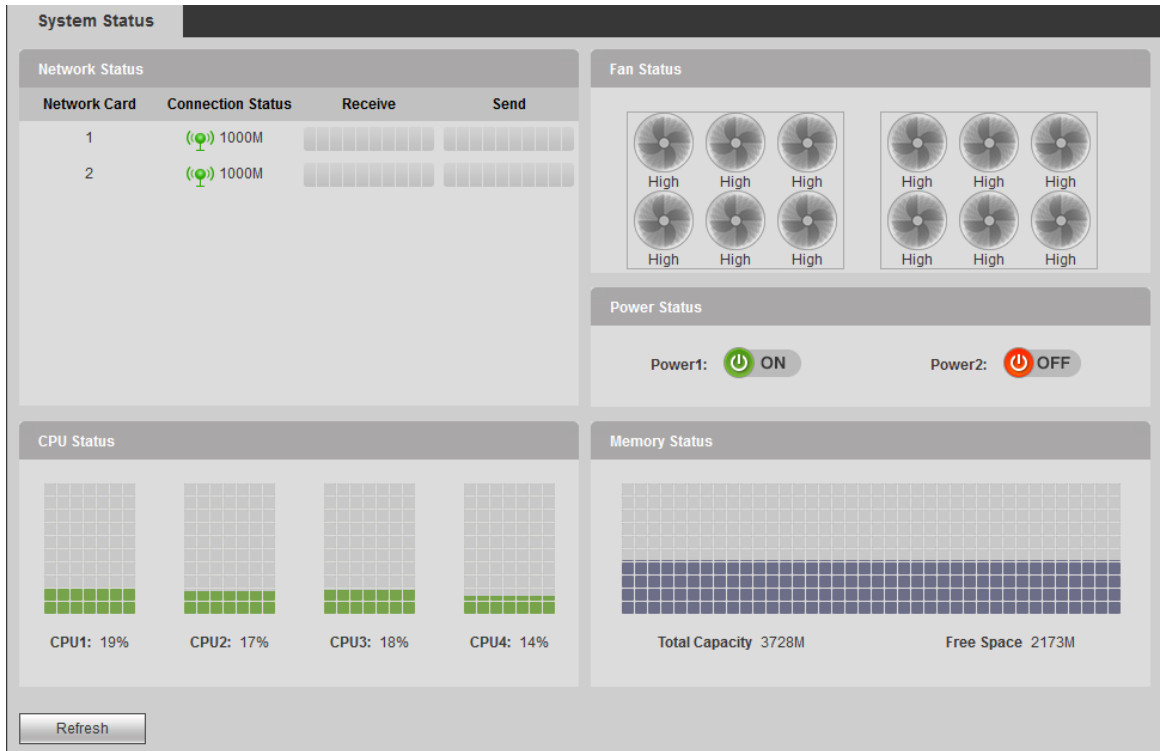 System Status
Network Status
Network Card Connection Status Receive Send
1 1000M
2 1000M
Fan Status
High High High High High High
High High High High High High
Power Status
Power1: ON Power2: OFF
CPU Status
CPU1: 19% CPU2: 17% CPU3: 18% CPU4: 14%
Memory Status
Total Capacity 3728M Free Space 2173M
Refresh